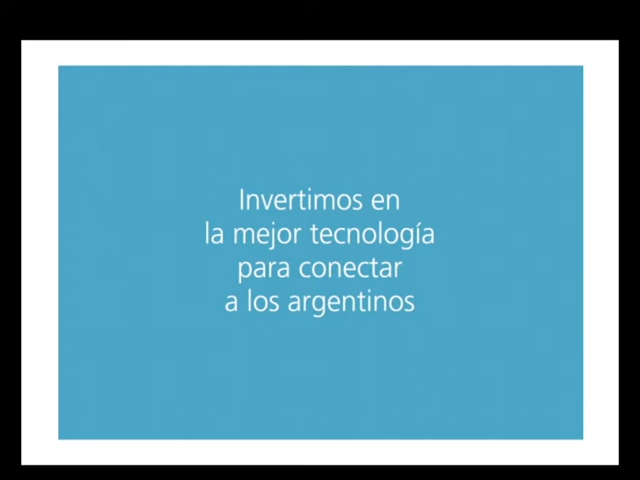 Invertimos en
la mejor tecnología
para conectar
a los argentinos